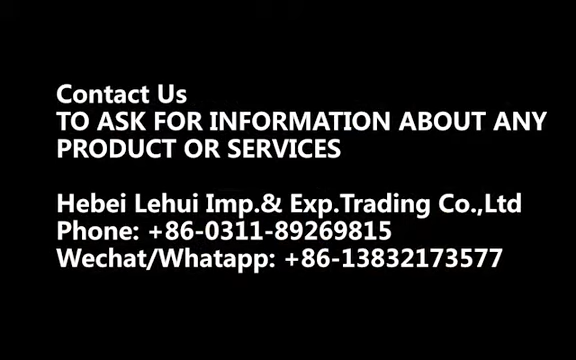 Contact Us
TO ASK FOR INFORMATION ABOUT ANY
PRODUCT OR SERVICES
Hebei Lehui Imp.& Exp.Trading Co.,Ltd
Phone: +86-0311-89269815
Wechat/Whatapp: +86-13832173577